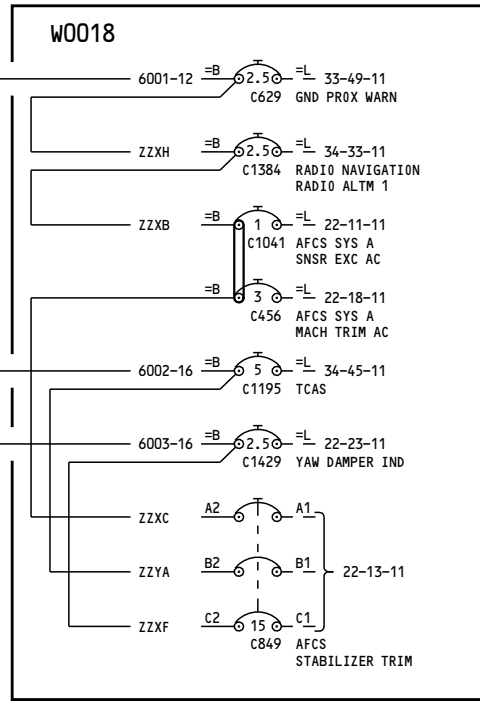 W0018
6001-12 =B 2.5 =L 33-49-11
C629 GND PROX WARN
ZZXH =B 2.5 =L 34-33-11
C1384 RADIO NAVIGATION
RADIO ALTM 1
ZZXB =B 1 =L 22-11-11
C1041 AFCS SYS A
SNSR EXC AC
=B 3 =L 22-18-11
C456 AFCS SYS A
MACH TRIM AC
6002-16 =B 5 =L 34-45-11
C1195 TCAS
6003-16 =B 2.5 =L 22-23-11
C1429 YAW DAMPER IND
ZZXC A2 A1
ZZYA B2 B1 22-13-11
ZZXF C2 15 C1
C849 AFCS
STABILIZER TRIM